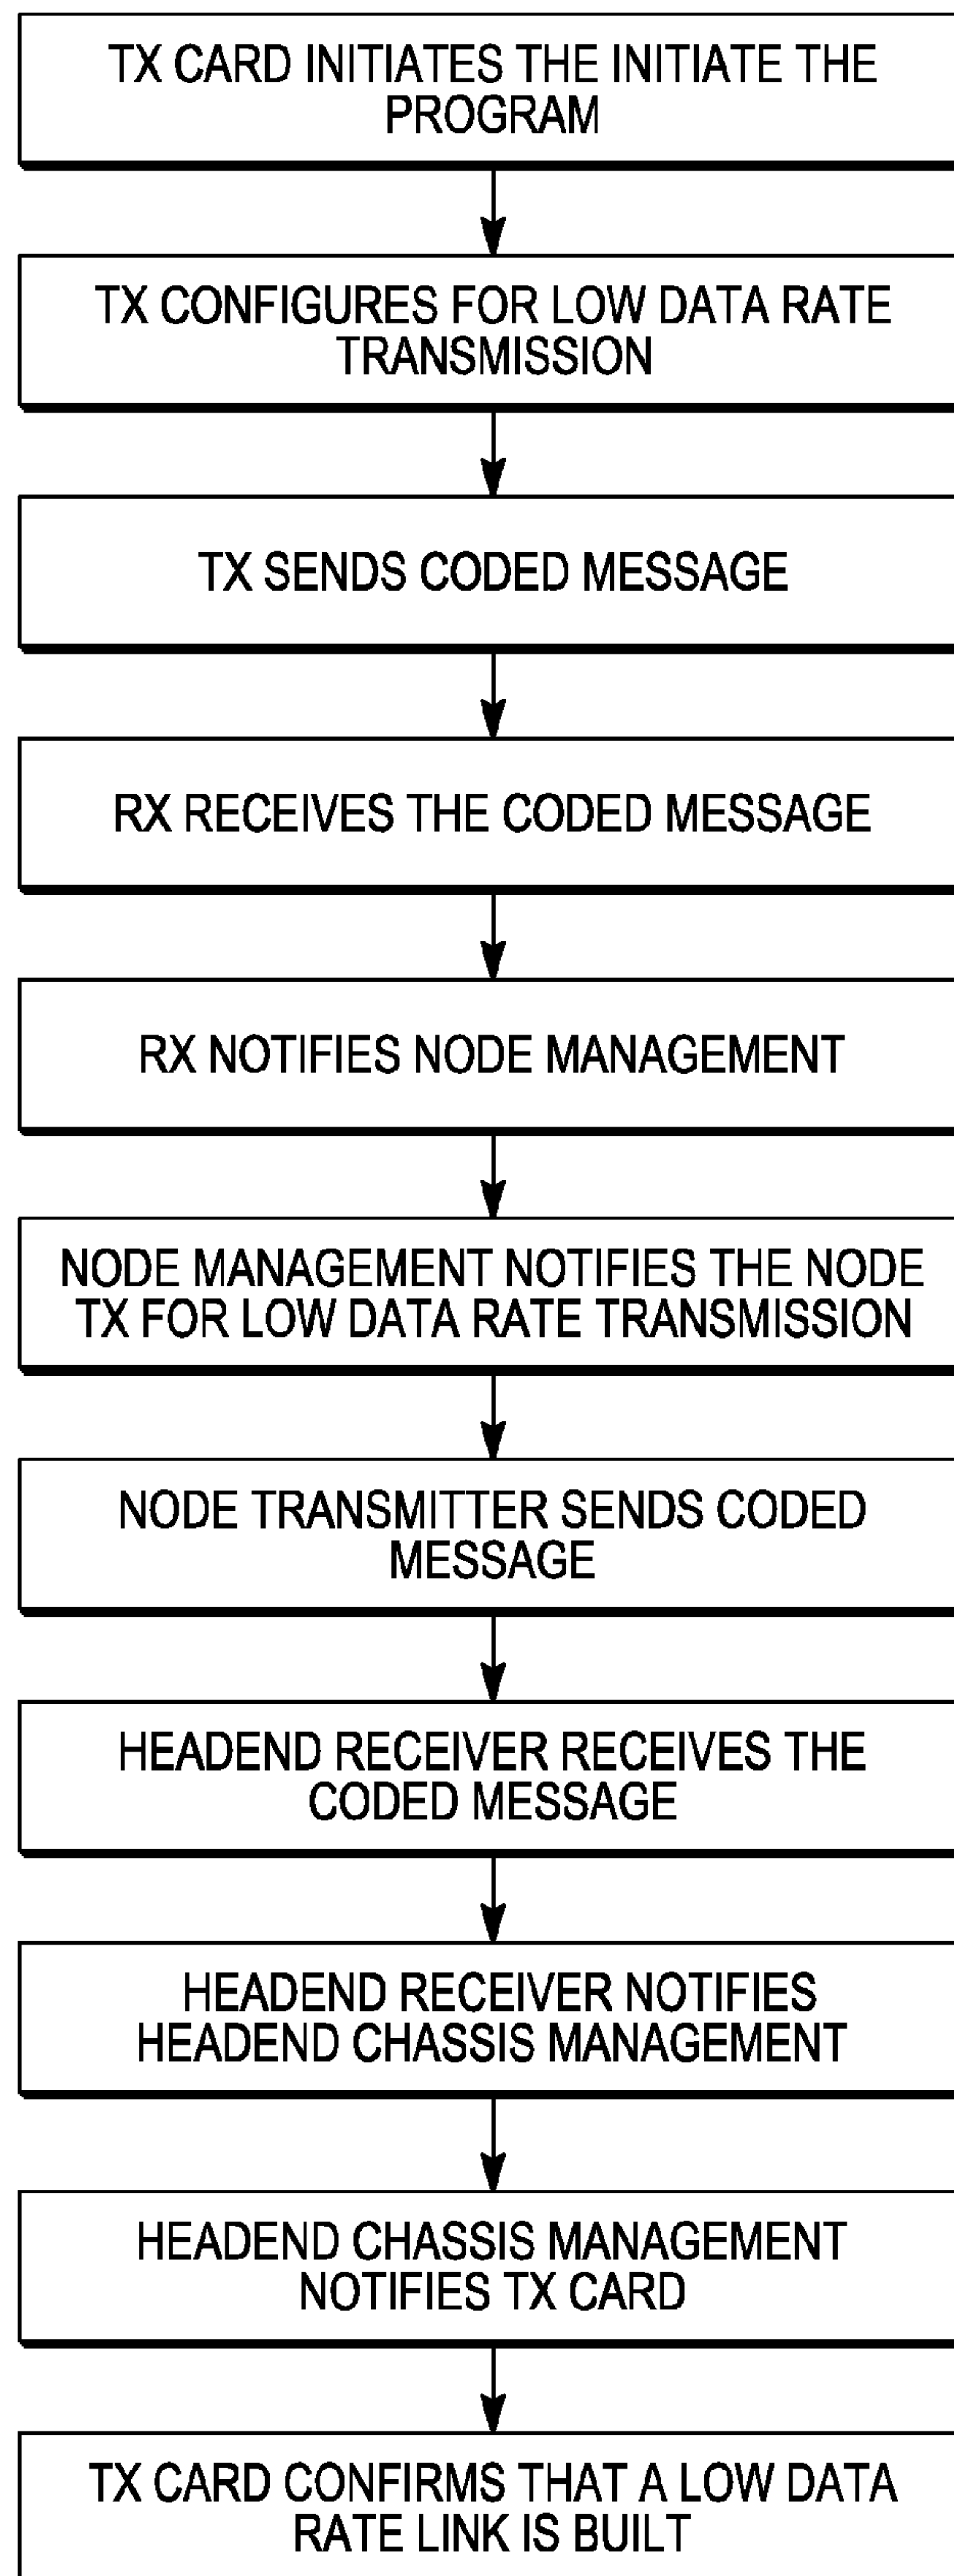 TX CARD INITIATES THE INITIATE THE
PROGRAM
TX CONFIGURES FOR LOW DATA RATE
TRANSMISSION
TX SENDS CODED MESSAGE
RX RECEIVES THE CODED MESSAGE
RX NOTIFIES NODE MANAGEMENT
NODE MANAGEMENT NOTIFIES THE NODE
TX FOR LOW DATA RATE TRANSMISSION
NODE TRANSMITTER SENDS CODED
MESSAGE
HEADEND RECEIVER RECEIVES THE
CODED MESSAGE
HEADEND RECEIVER NOTIFIES
HEADEND CHASSIS MANAGEMENT
HEADEND CHASSIS MANAGEMENT
NOTIFIES TX CARD
TX CARD CONFIRMS THAT A LOW DATA
RATE LINK IS BUILT